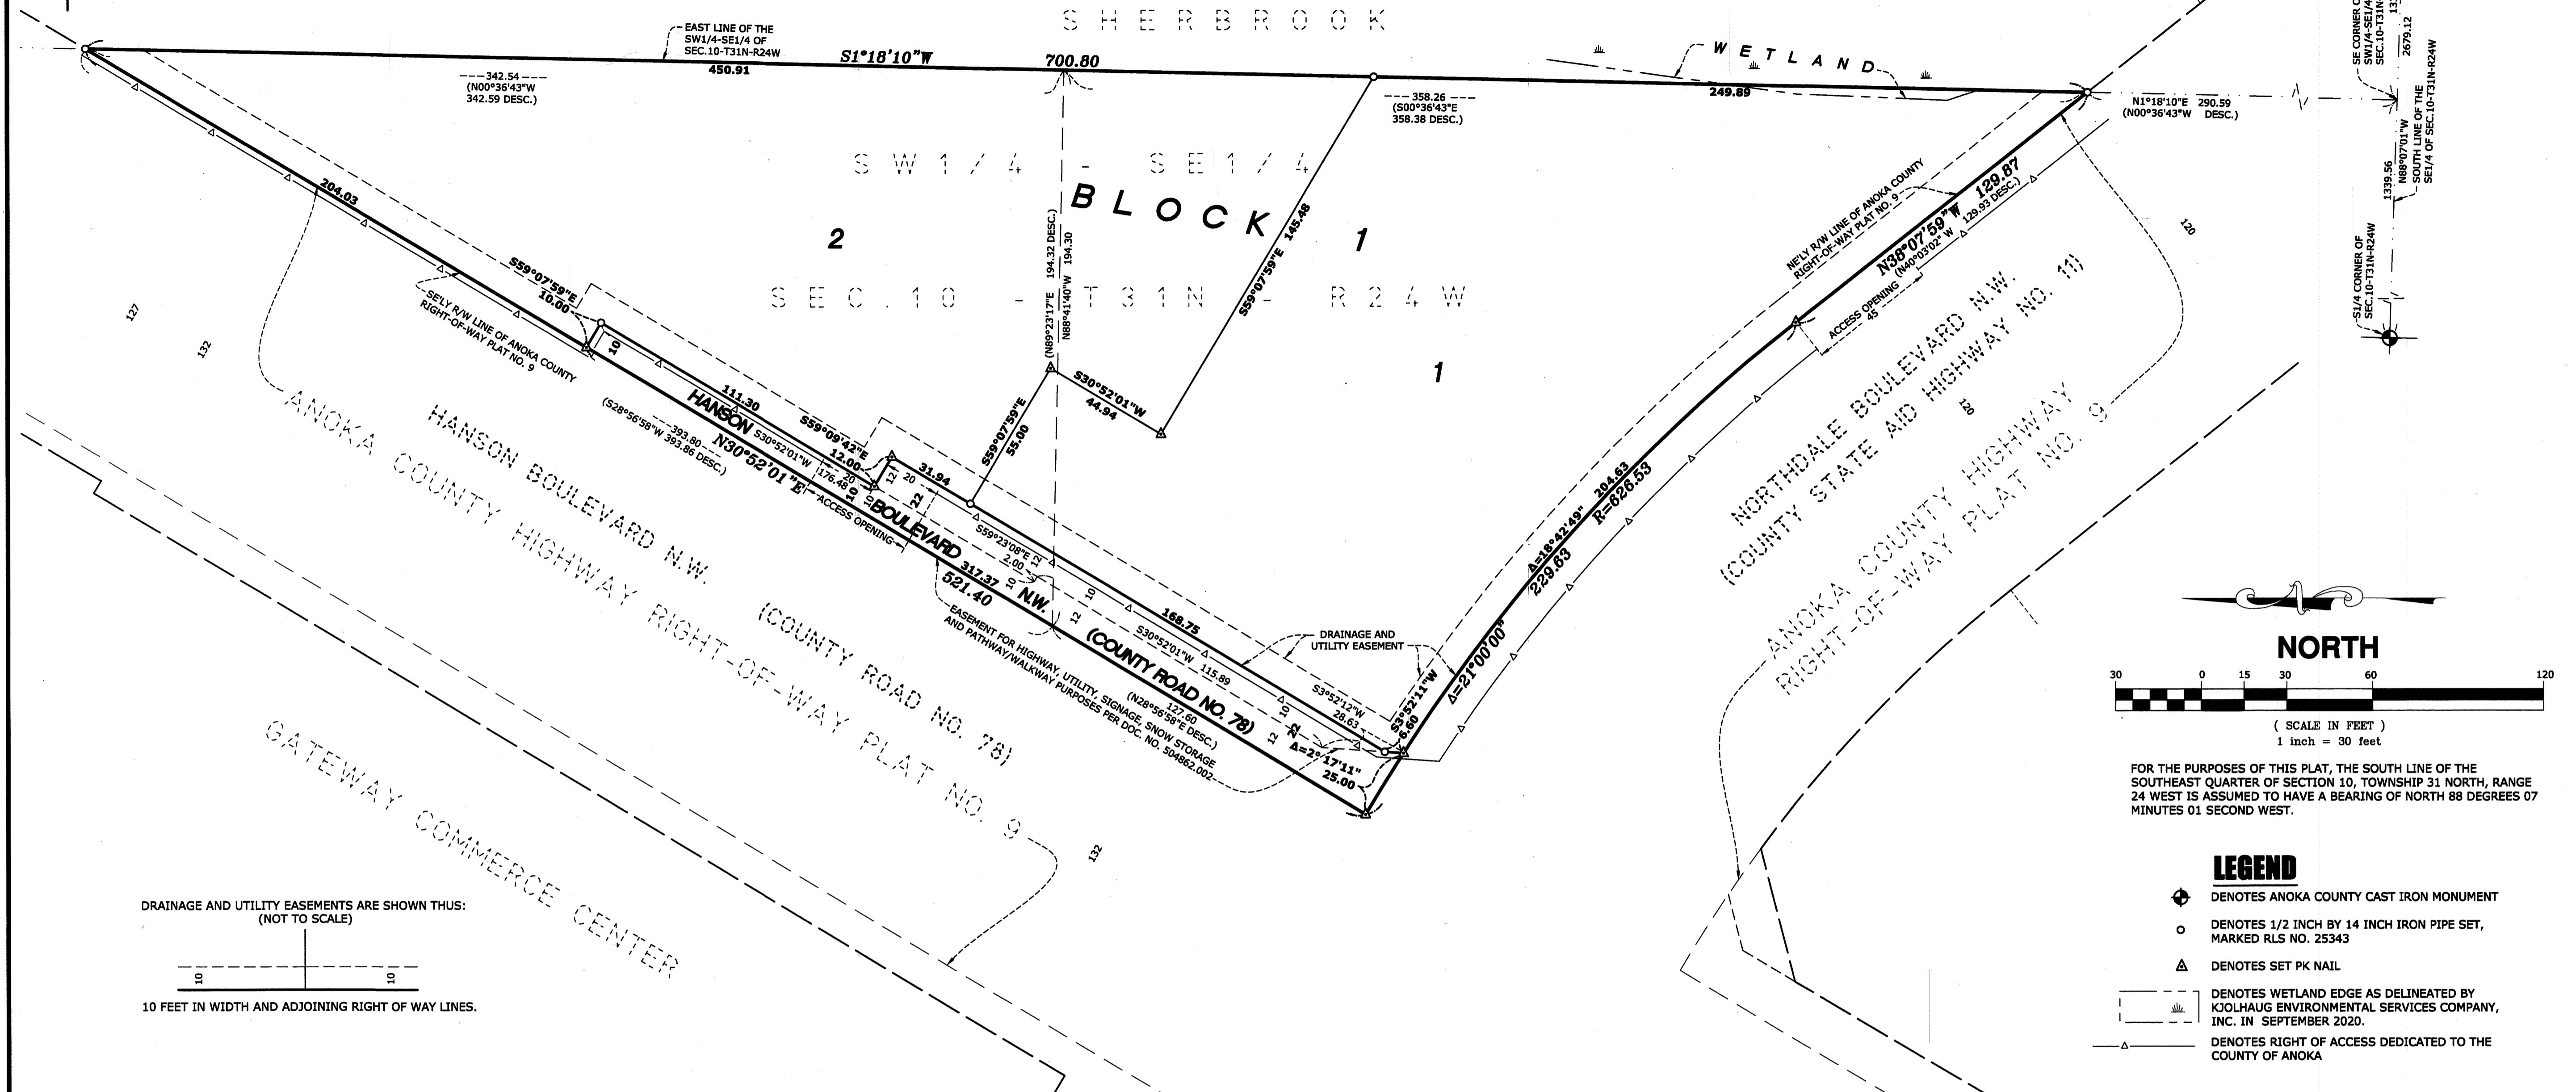 SHERBROOK
EAST LINE OF THE
SW1/4-SE1/4 OF
SEC.10-T31N-R24W
S1°18'10"W
700.80
450.91
342.54
(N00°36'43"W
342.59 DESC.)
WETLAND
249.89
358.26
(S00°36'43"E
358.38 DESC.)
N1°18'10"E 290.59
(N00°36'43"W DESC.)
2679.12
1339.56
N88°07'01"W
SOUTH LINE OF THE
SE1/4 OF SEC.10-T31N-R24W
S1/4 CORNER OF
SEC.10-T31N-R24W
SW1/4 - SE1/4
BLOCK
2
1
1
SEC.10 - T31N - R24W
(N89°23'17"E 194.32 DESC.)
N88°41'40"W 194.30
S59°07'59"E 145.48
S30°52'01"W
44.94
S59°07'59"E
55.00
204.03
S59°07'59"E
10.00
10
SE'LY R/W LINE OF ANOKA COUNTY
RIGHT-OF-WAY PLAT NO. 9
127
132
111.30
HANSON
BOULEVARD
N.W.
(COUNTY ROAD NO. 78)
S59°09'42"E
12.00
S30°52'01"W
176.48
20
10
10
12
20
22
31.94
393.80
(S28°56'58"W 393.86 DESC.)
N30°52'01"E
ACCESS OPENING
317.37
521.40
S59°23'08"E
2.00
12
10
12
10
168.75
S30°52'01"W 115.89
EASEMENT FOR HIGHWAY, UTILITY, SIGNAGE, SNOW STORAGE
AND PATHWAY/WALKWAY PURPOSES PER DOC. NO. 504862.002
127.60
(N28°56'58"E DESC.)
10
12
22
S3°52'12"W
28.63
S3°52'11"W
6.60
Δ=2°17'11"
25.00
DRAINAGE AND
UTILITY EASEMENT
Δ=21°00'00"
229.63
R=626.53
Δ=18°42'49"
204.63
NE'LY R/W LINE OF ANOKA COUNTY
RIGHT-OF-WAY PLAT NO. 9
N38°07'59"W 129.87
(N40°03'02" W 129.93 DESC.)
ACCESS OPENING
45
120
120
NORTHDALE BOULEVARD N.W.
(COUNTY STATE AID HIGHWAY NO. 11)
ANOKA COUNTY HIGHWAY
RIGHT-OF-WAY PLAT NO. 9
HANSON BOULEVARD N.W. (COUNTY ROAD NO. 78)
ANOKA COUNTY HIGHWAY RIGHT-OF-WAY PLAT NO. 9
132
GATEWAY COMMERCE CENTER
DRAINAGE AND UTILITY EASEMENTS ARE SHOWN THUS:
(NOT TO SCALE)
10
10
10 FEET IN WIDTH AND ADJOINING RIGHT OF WAY LINES.
NORTH
30 0 15 30 60 120
( SCALE IN FEET )
1 inch = 30 feet
FOR THE PURPOSES OF THIS PLAT, THE SOUTH LINE OF THE
SOUTHEAST QUARTER OF SECTION 10, TOWNSHIP 31 NORTH, RANGE
24 WEST IS ASSUMED TO HAVE A BEARING OF NORTH 88 DEGREES 07
MINUTES 01 SECOND WEST.
LEGEND
DENOTES ANOKA COUNTY CAST IRON MONUMENT
DENOTES 1/2 INCH BY 14 INCH IRON PIPE SET,
MARKED RLS NO. 25343
DENOTES SET PK NAIL
DENOTES WETLAND EDGE AS DELINEATED BY
KJOLHAUG ENVIRONMENTAL SERVICES COMPANY,
INC. IN SEPTEMBER 2020.
DENOTES RIGHT OF ACCESS DEDICATED TO THE
COUNTY OF ANOKA